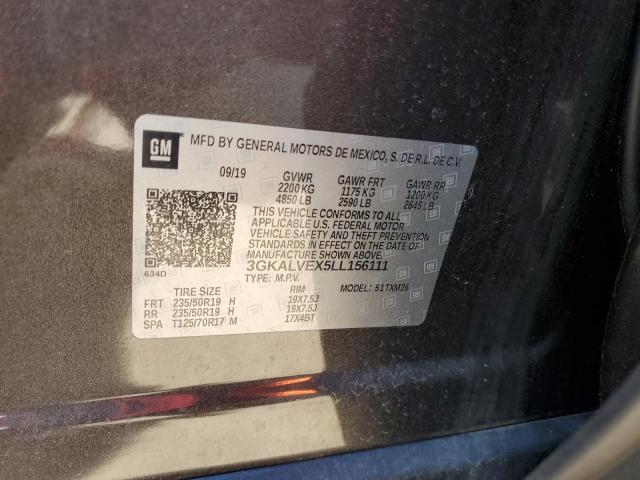 GM MFD BY GENERAL MOTORS DE MEXICO, S. DE R.L. DE C.V.
09/19 GVWR GAWR FRT GAWR RR
2200 KG 1175 KG 1200 KG
4850 LB 2590 LB 2645 LB
THIS VEHICLE CONFORMS TO ALL
APPLICABLE U.S. FEDERAL MOTOR
VEHICLE SAFETY AND THEFT PREVENTION
STANDARDS IN EFFECT ON THE DATE OF
MANUFACTURE SHOWN ABOVE.
634D
3GKALVEX5LL156111
TYPE: M.P.V. MODEL: 51TXM26
TIRE SIZE RIM
FRT 235/50R19 H 19X7.5J
RR 235/50R19 H 19X7.5J
SPA T125/70R17 M 17X4BT